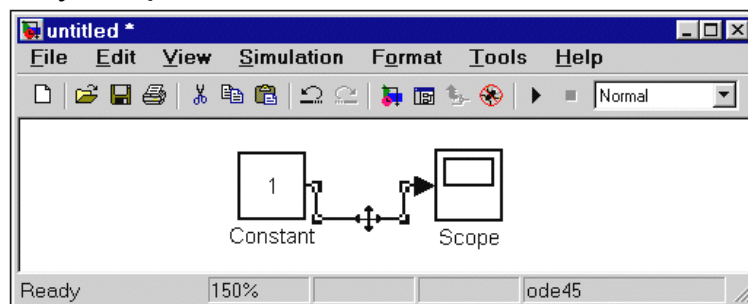 untitled *
File Edit View Simulation Format Tools Help
Normal
1
Constant Scope
Ready 150% ode45